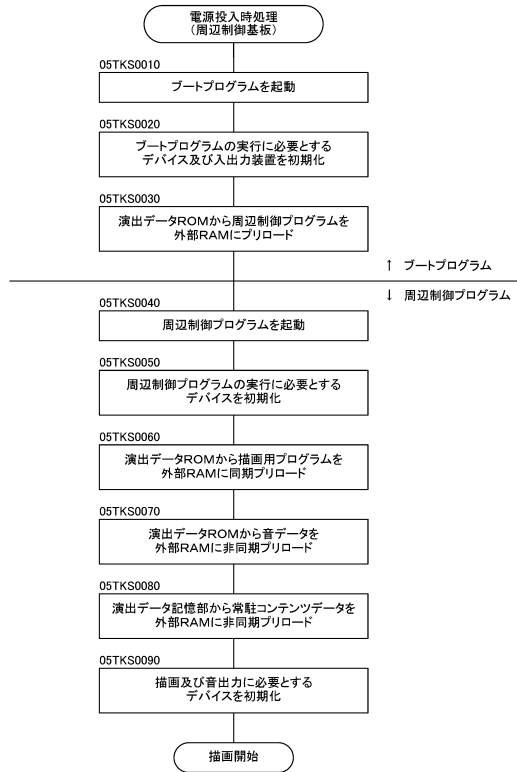 電源投入時処理
(周辺制御基板)
05TKS0010
ブートプログラムを起動
05TKS0020
ブートプログラムの実行に必要とする
デバイス及び入出力装置を初期化
05TKS0030
演出データROMから周辺制御プログラムを
外部RAMにプリロード
↑ ブートプログラム
↓ 周辺制御プログラム
05TKS0040
周辺制御プログラムを起動
05TKS0050
周辺制御プログラムの実行に必要とする
デバイスを初期化
05TKS0060
演出データROMから描画用プログラムを
外部RAMに同期プリロード
05TKS0070
演出データROMから音データを
外部RAMに非同期プリロード
05TKS0080
演出データ記憶部から常駐コンテンツデータを
外部RAMに非同期プリロード
05TKS0090
描画及び音出力に必要とする
デバイスを初期化
描画開始